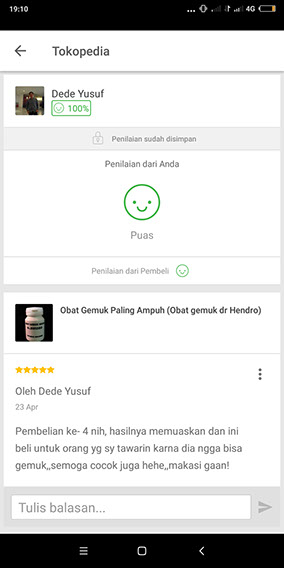 19:10
4G
Tokopedia
Dede Yusuf
100%
Penilaian sudah disimpan
Penilaian dari Anda
Puas
Penilaian dari Pembeli
Obat Gemuk Paling Ampuh (Obat gemuk dr Hendro)
Oleh Dede Yusuf
23 Apr
Pembelian ke- 4 nih, hasilnya memuaskan dan ini
beli untuk orang yg sy tawarin karna dia ngga bisa
gemuk,,semoga cocok juga hehe,,makasi gaan!
Tulis balasan...